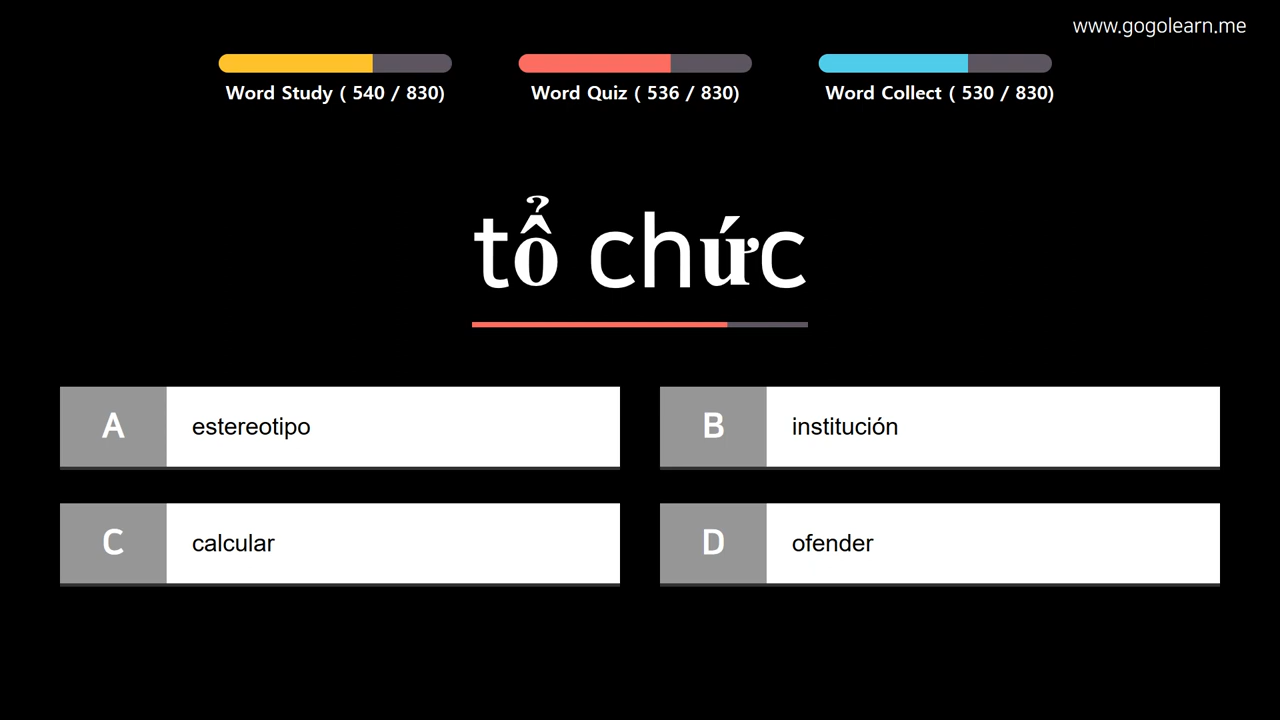 www.gogolearn.me
Word Study ( 540 / 830)
Word Quiz ( 536 / 830)
Word Collect ( 530 / 830)
tổ chức
A estereotipo
B institución
C calcular
D ofender